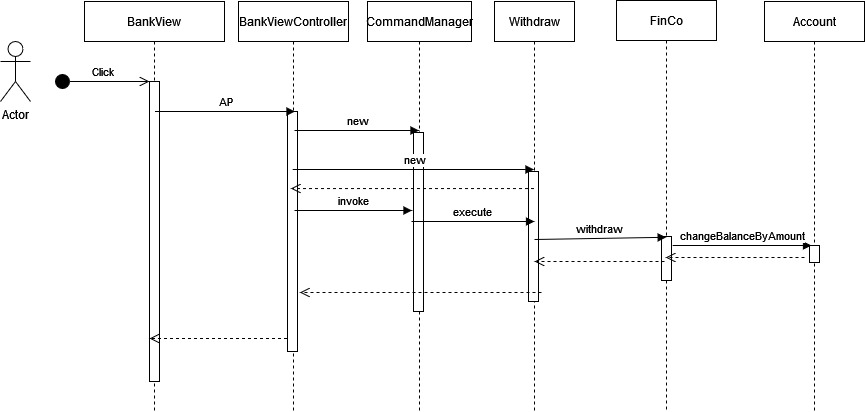 BankView
BankViewController
CommandManager
Withdraw
FinCo
Account
Actor
Click
AP
new
new
invoke
execute
withdraw
changeBalanceByAmount